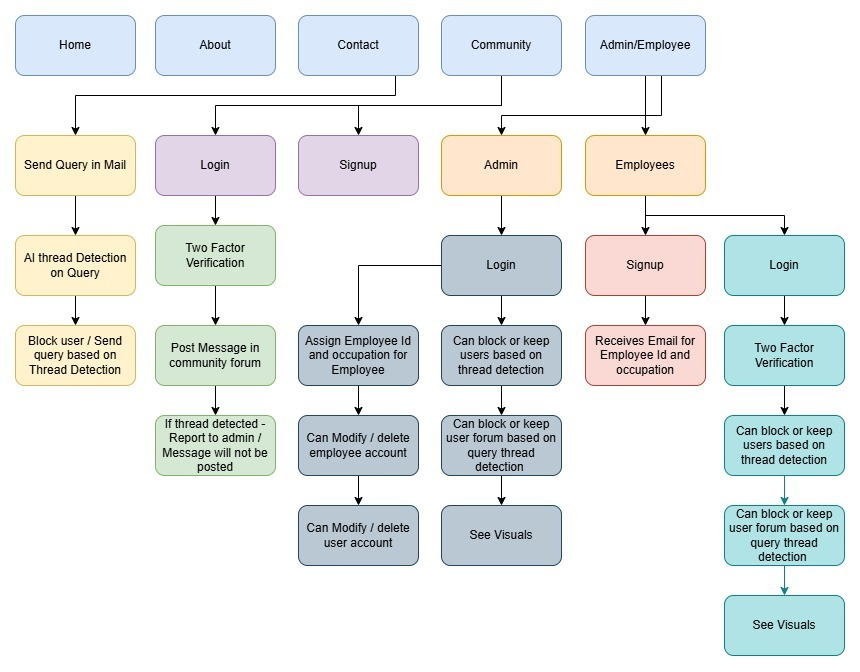 Home
About
Contact
Community
Admin/Employee
Send Query in Mail
Login
Signup
Admin
Employees
AI thread Detection
on Query
Two Factor
Verification
Login
Signup
Login
Block user / Send
query based on
Thread Detection
Post Message in
community forum
Assign Employee Id
and occupation for
Employee
Can block or keep
users based on
thread detection
Receives Email for
Employee Id and
occupation
Two Factor
Verification
If thread detected -
Report to admin /
Message will not be
posted
Can Modify / delete
employee account
Can block or keep
user forum based on
query thread
detection
Can block or keep
users based on
thread detection
Can Modify / delete
user account
See Visuals
Can block or keep
user forum based on
query thread
detection
See Visuals